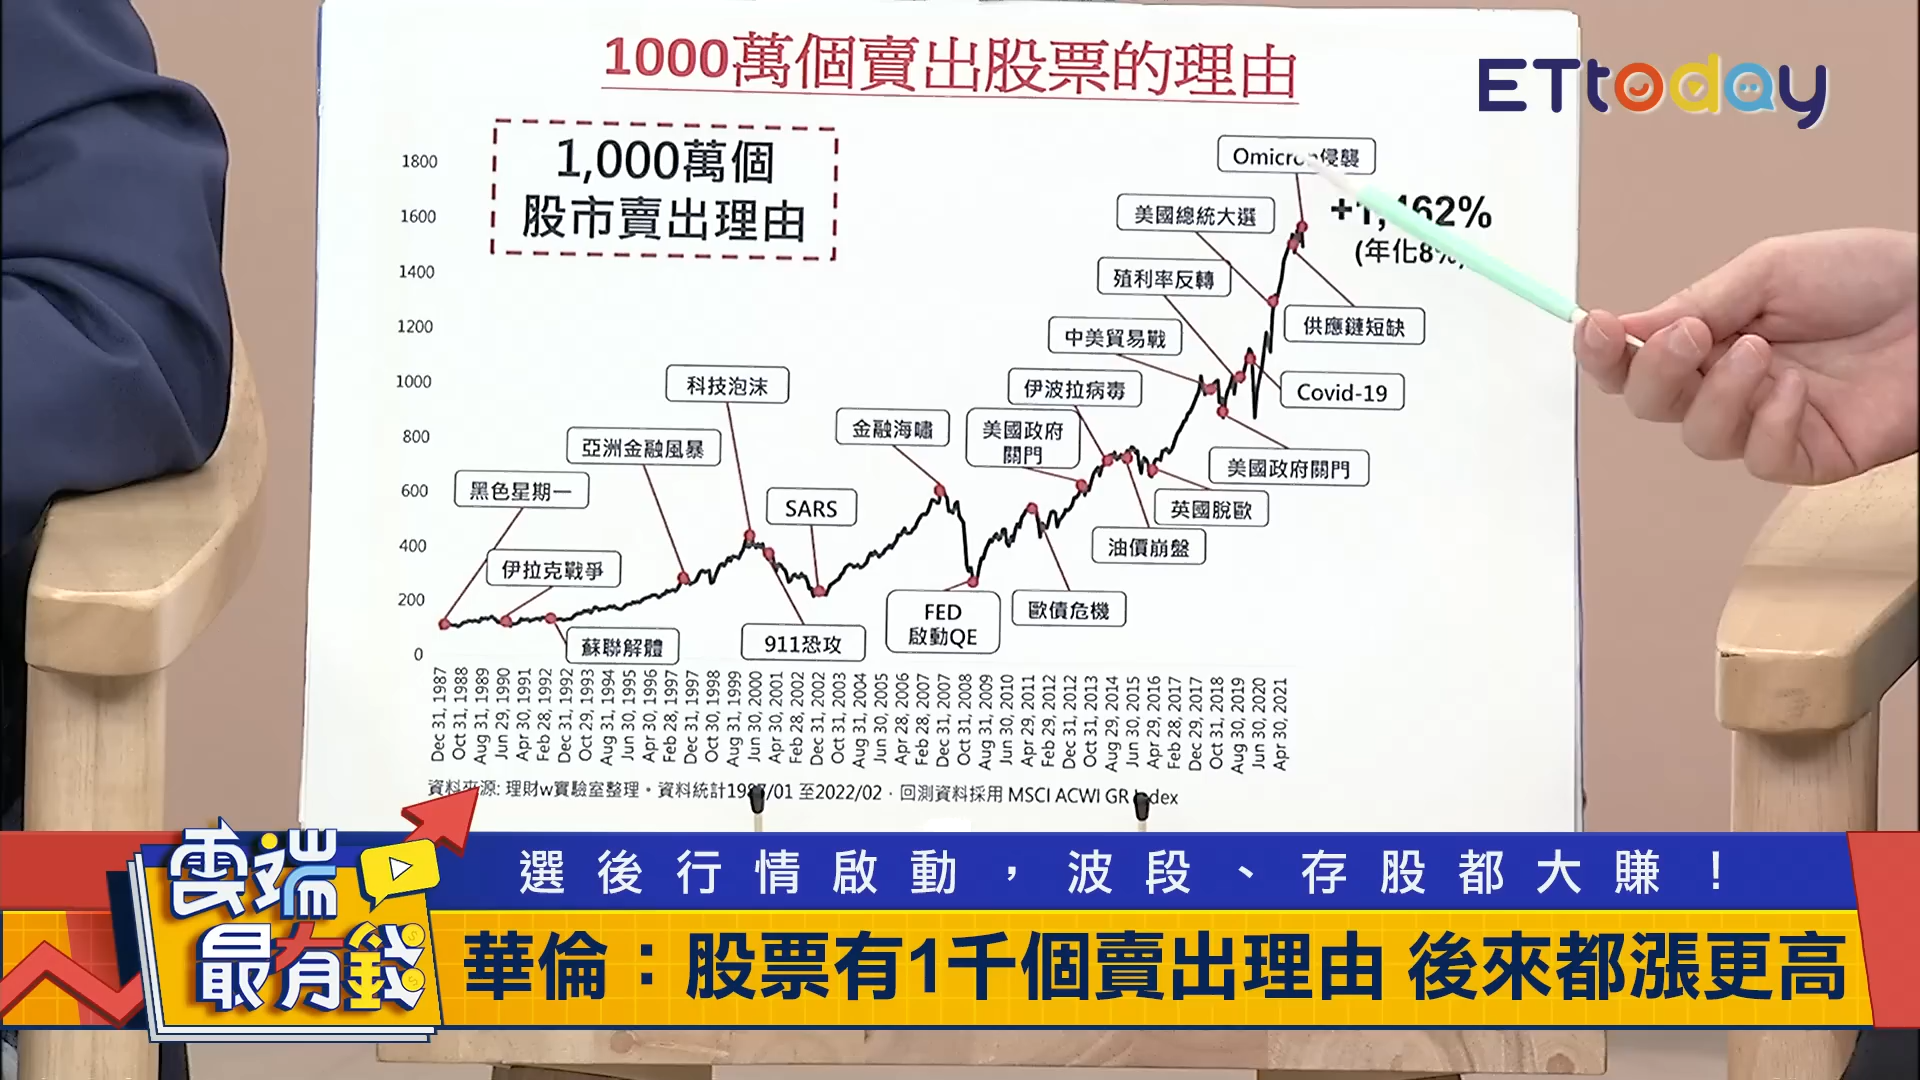 1000萬個賣出股票的理由
ETtoday
1,000萬個
股市賣出理由
1800
1600
1400
1200
1000
800
600
400
200
0
Omicron侵襲
+1,462%
(年化8%)
美國總統大選
殖利率反轉
供應鏈短缺
中美貿易戰
科技泡沫
伊波拉病毒
Covid-19
金融海嘯
美國政府
關門
亞洲金融風暴
美國政府關門
黑色星期一
SARS
英國脫歐
油價崩盤
伊拉克戰爭
FED
啟動QE
歐債危機
蘇聯解體
911恐攻
Dec 31, 1987
Oct 31, 1988
Aug 31, 1989
Jun 29, 1990
Apr 30, 1991
Feb 28, 1992
Dec 31, 1992
Oct 29, 1993
Aug 31, 1994
Jun 30, 1995
Apr 30, 1996
Feb 28, 1997
Dec 31, 1997
Oct 30, 1998
Aug 31, 1999
Jun 30, 2000
Apr 30, 2001
Feb 28, 2002
Dec 31, 2002
Oct 31, 2003
Aug 31, 2004
Jun 30, 2005
Apr 28, 2006
Feb 28, 2007
Dec 31, 2007
Oct 31, 2008
Aug 31, 2009
Jun 30, 2010
Apr 29, 2011
Feb 29, 2012
Dec 31, 2012
Oct 31, 2013
Aug 29, 2014
Jun 30, 2015
Apr 29, 2016
Feb 28, 2017
Dec 29, 2017
Oct 31, 2018
Aug 30, 2019
Jun 30, 2020
Apr 30, 2021
資料來源: 理財w實驗室整理。資料統計1987/01 至2022/02．回測資料採用 MSCI ACWI GR Index
雲端
最有錢
選後行情啟動，波段、存股都大賺！
華倫：股票有1千個賣出理由 後來都漲更高